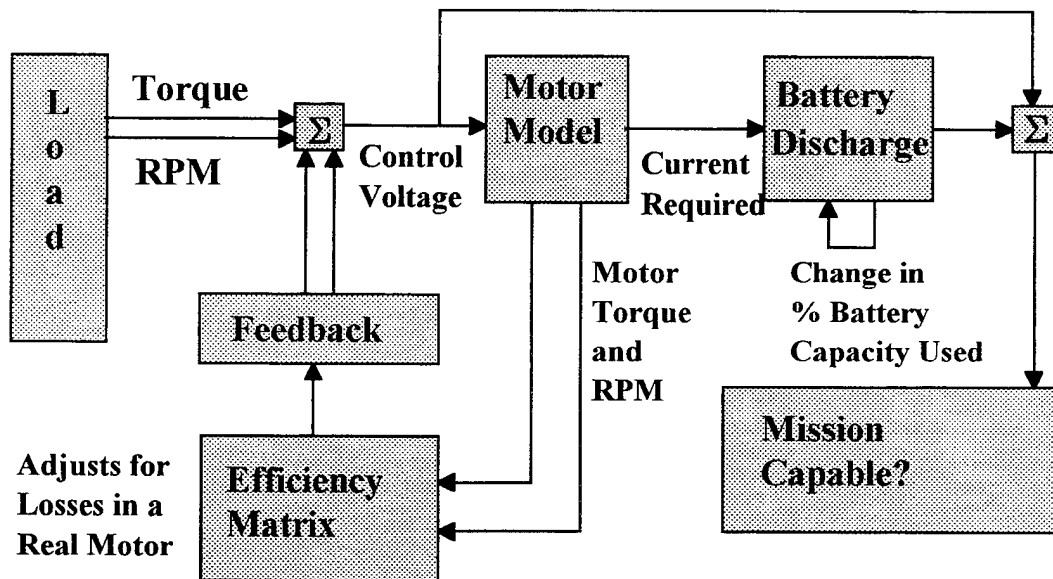 Load
Torque
RPM
Σ
Control
Voltage
Motor
Model
Current
Required
Battery
Discharge
Σ
Feedback
Motor
Torque
and
RPM
Change in
% Battery
Capacity Used
Adjusts for
Losses in a
Real Motor
Efficiency
Matrix
Mission
Capable?